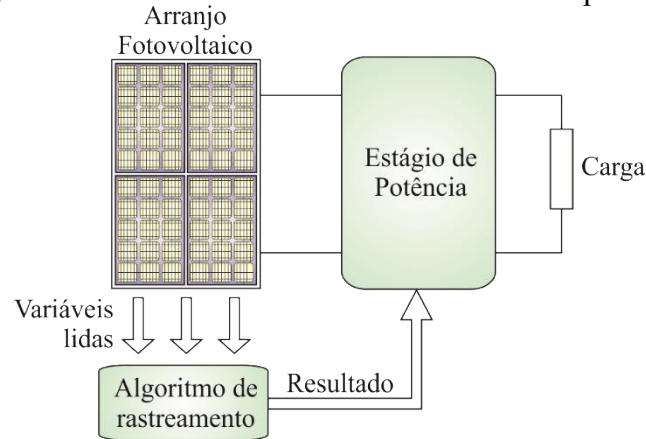 Arranjo
Fotovoltaico
Estágio de
Potência
Carga
Variáveis
lidas
Algoritmo de
rastreamento
Resultado